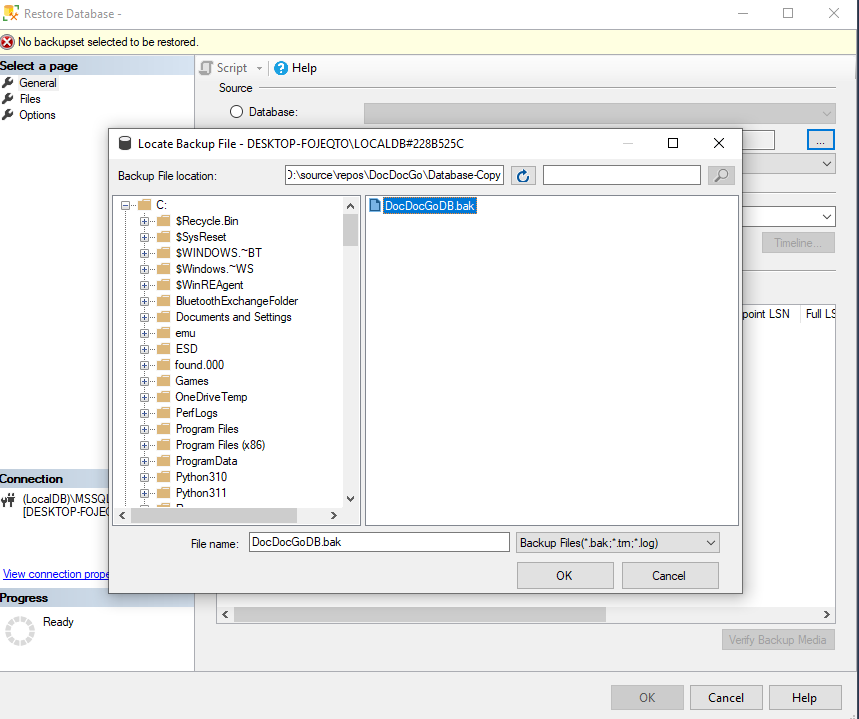 Restore Database -
No backupset selected to be restored.
Select a page
General
Files
Options
Script
Help
Source
Database:
...
Locate Backup File - DESKTOP-FOJEQTO\LOCALDB#228B525C
Backup File location:
D:\source\repos\DocDocGo\Database-Copy
C:
$Recycle.Bin
$SysReset
$WINDOWS.~BT
$Windows.~WS
$WinREAgent
BluetoothExchangeFolder
Documents and Settings
emu
ESD
found.000
Games
OneDriveTemp
PerfLogs
Program Files
Program Files (x86)
ProgramData
Python310
Python311
DocDocGoDB.bak
File name:
DocDocGoDB.bak
Backup Files(*.bak;*.trn;*.log)
OK
Cancel
Timeline...
point LSN
Full LS
Connection
(LocalDB)\MSSQL
[DESKTOP-FOJEQ
View connection prope
Progress
Ready
Verify Backup Media
OK
Cancel
Help